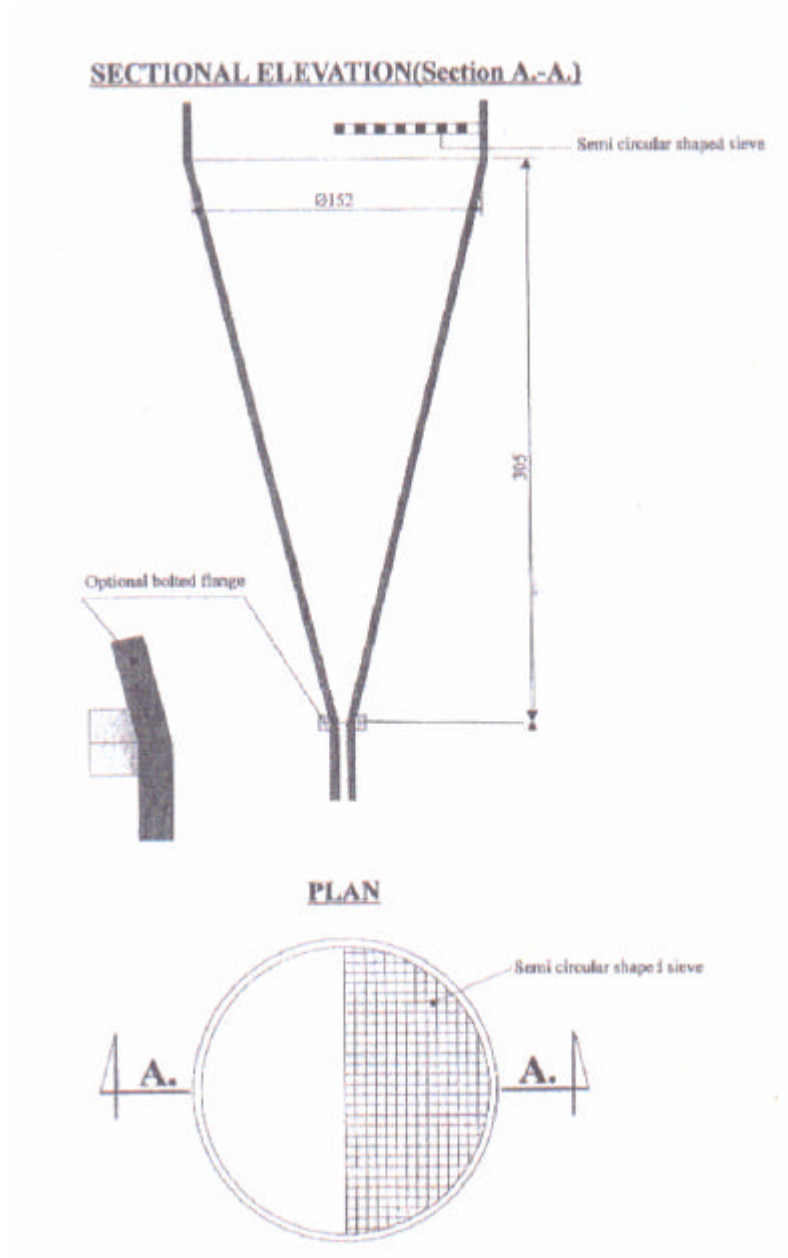 SECTIONAL ELEVATION(Section A.-A.)
Semi circular shaped sieve
Ø152
305
Optional bolted flange
PLAN
Semi circular shaped sieve
A.
A.